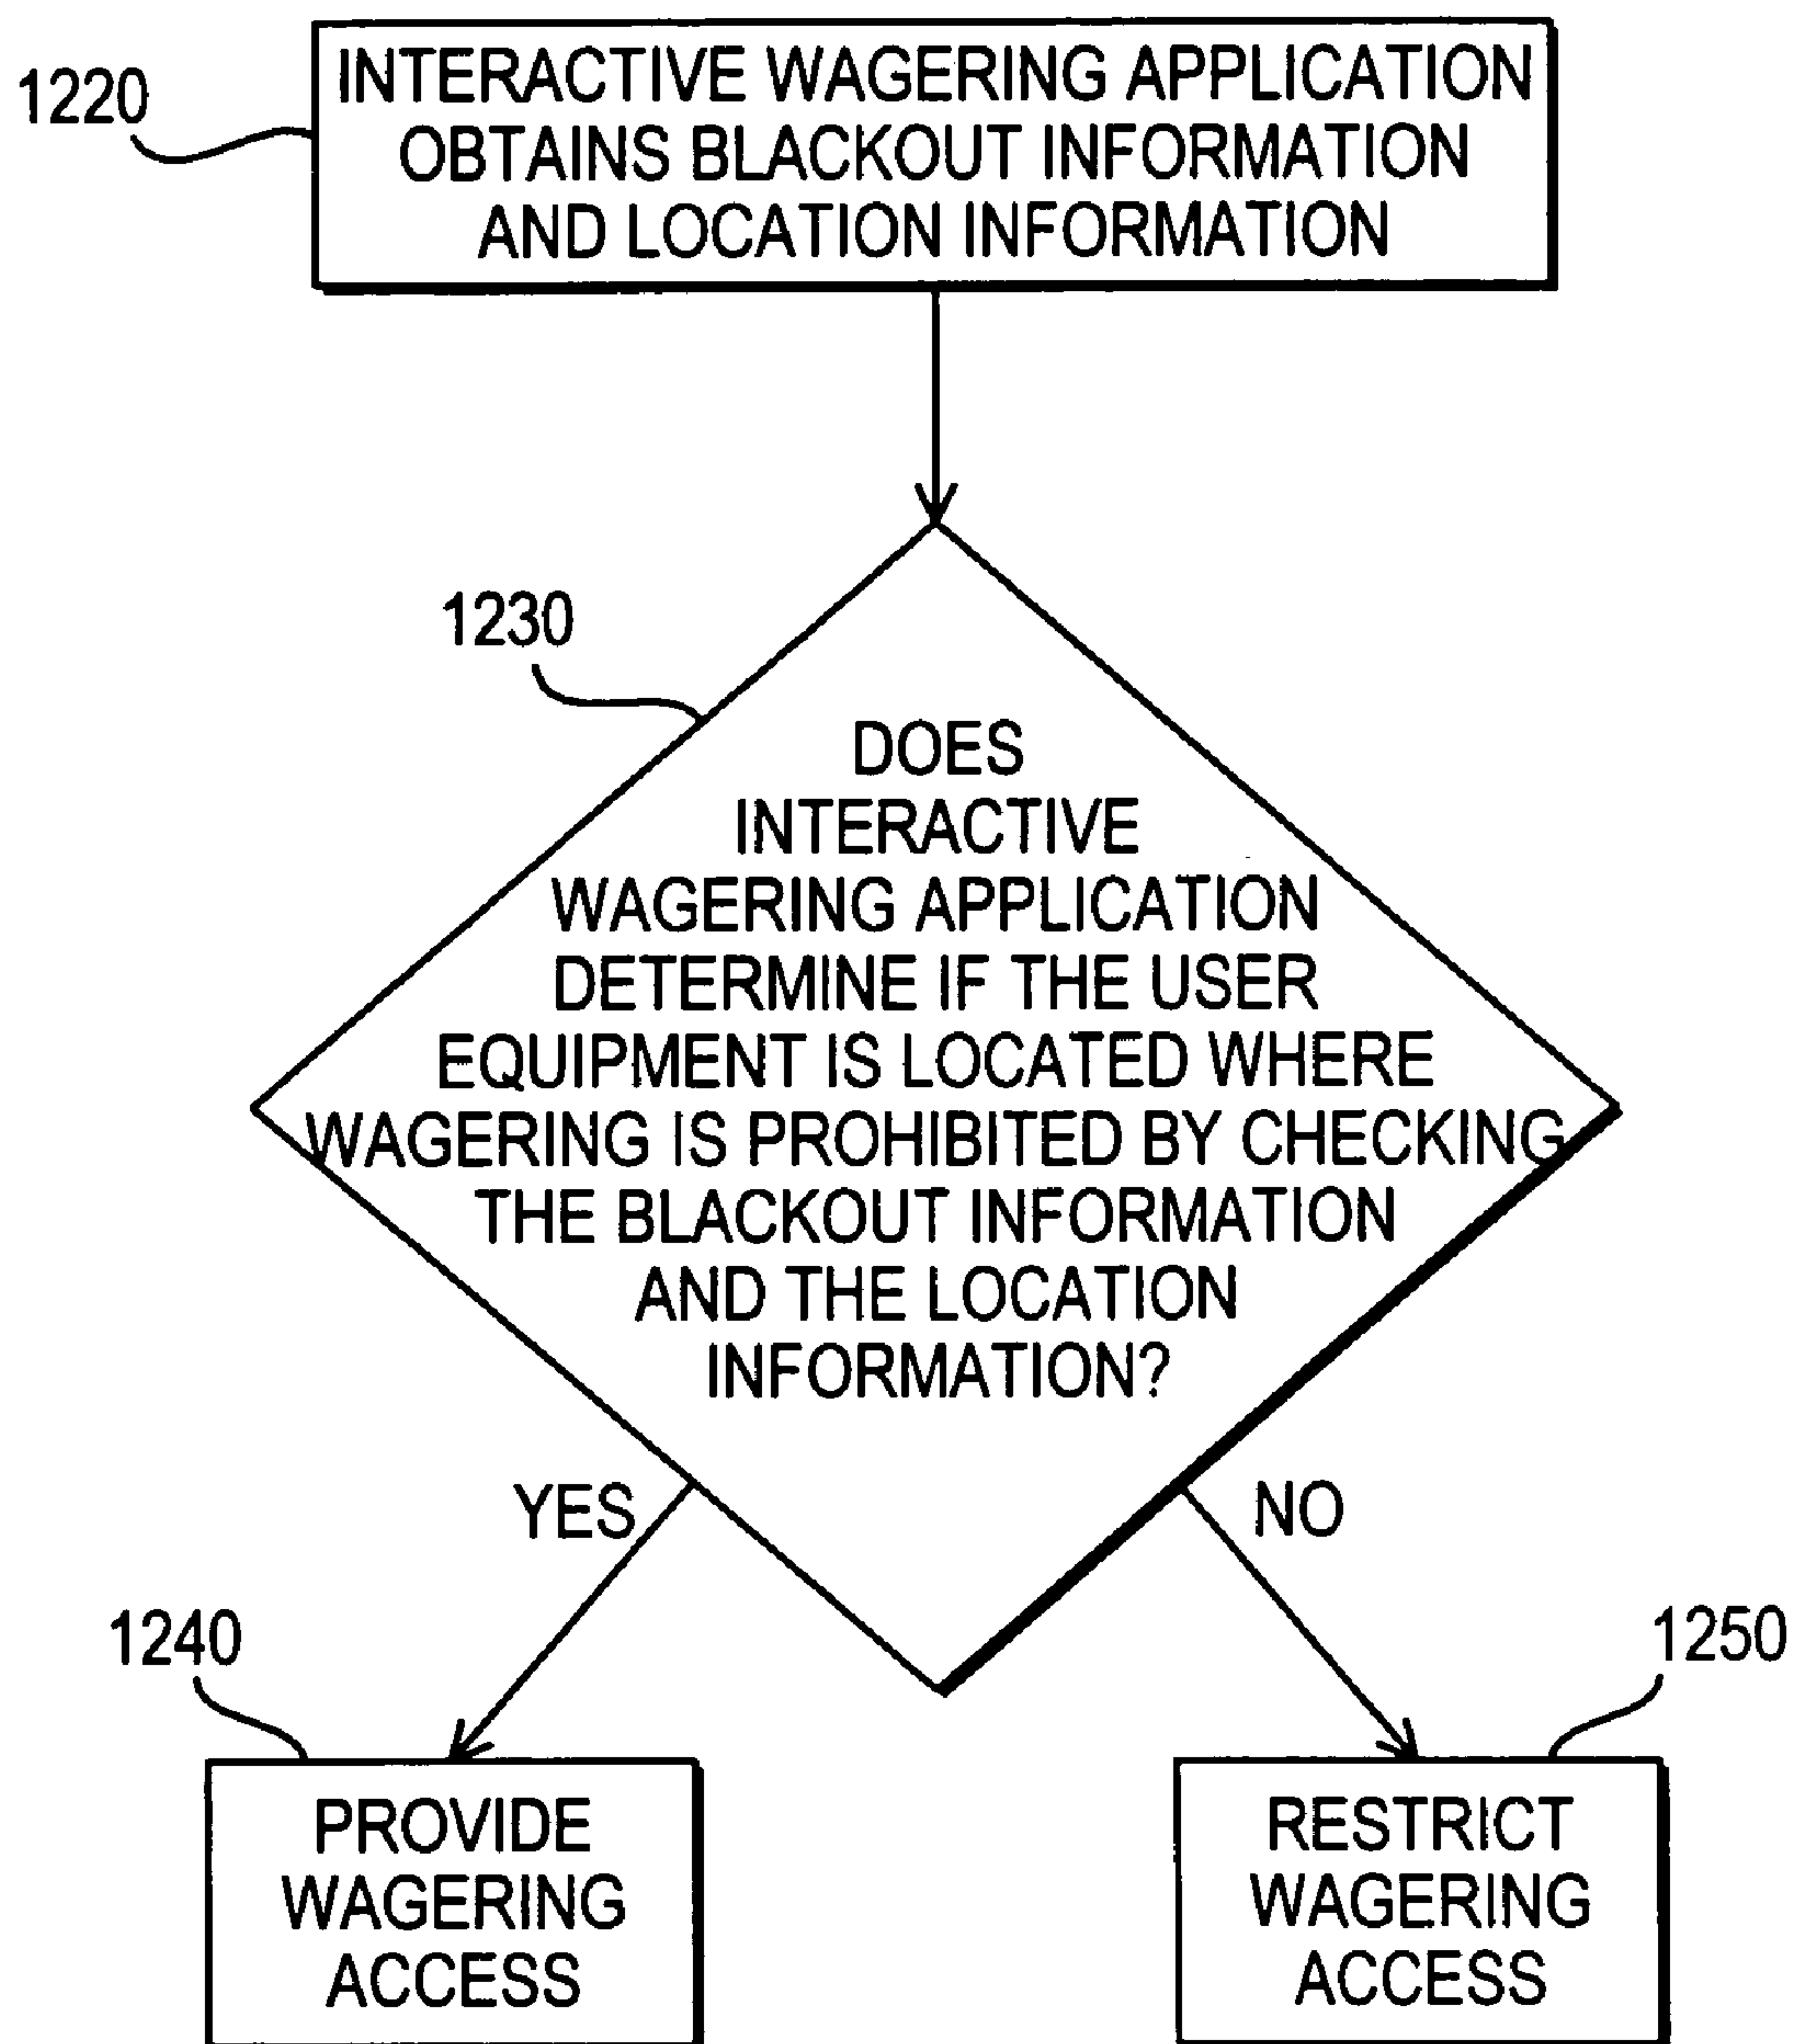 1220
INTERACTIVE WAGERING APPLICATION
OBTAINS BLACKOUT INFORMATION
AND LOCATION INFORMATION
1230
DOES
INTERACTIVE
WAGERING APPLICATION
DETERMINE IF THE USER
EQUIPMENT IS LOCATED WHERE
WAGERING IS PROHIBITED BY CHECKING
THE BLACKOUT INFORMATION
AND THE LOCATION
INFORMATION?
YES
NO
1240
1250
PROVIDE
WAGERING
ACCESS
RESTRICT
WAGERING
ACCESS